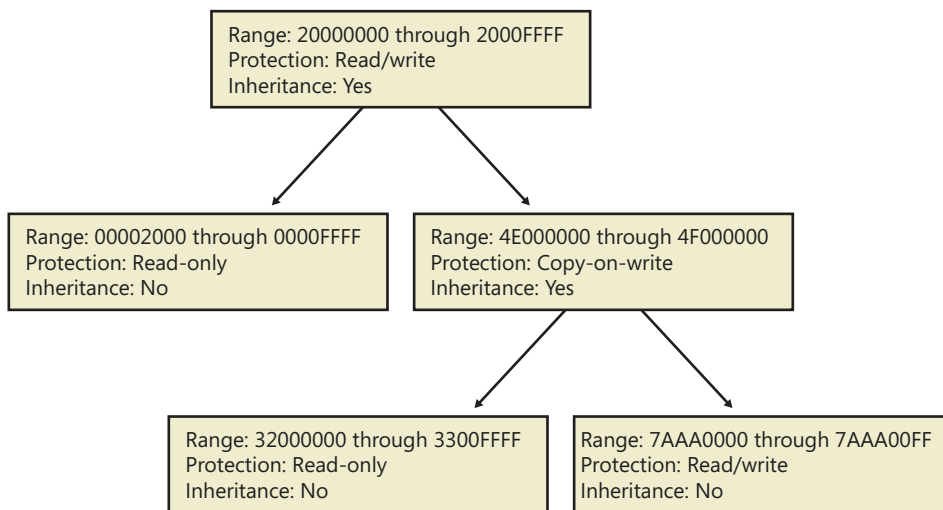 Range: 20000000 through 2000FFFF
Protection: Read/write
Inheritance: Yes
Range: 00002000 through 0000FFFF
Protection: Read-only
Inheritance: No
Range: 4E000000 through 4F000000
Protection: Copy-on-write
Inheritance: Yes
Range: 32000000 through 3300FFFF
Protection: Read-only
Inheritance: No
Range: 7AAA0000 through 7AAA00FF
Protection: Read/write
Inheritance: No